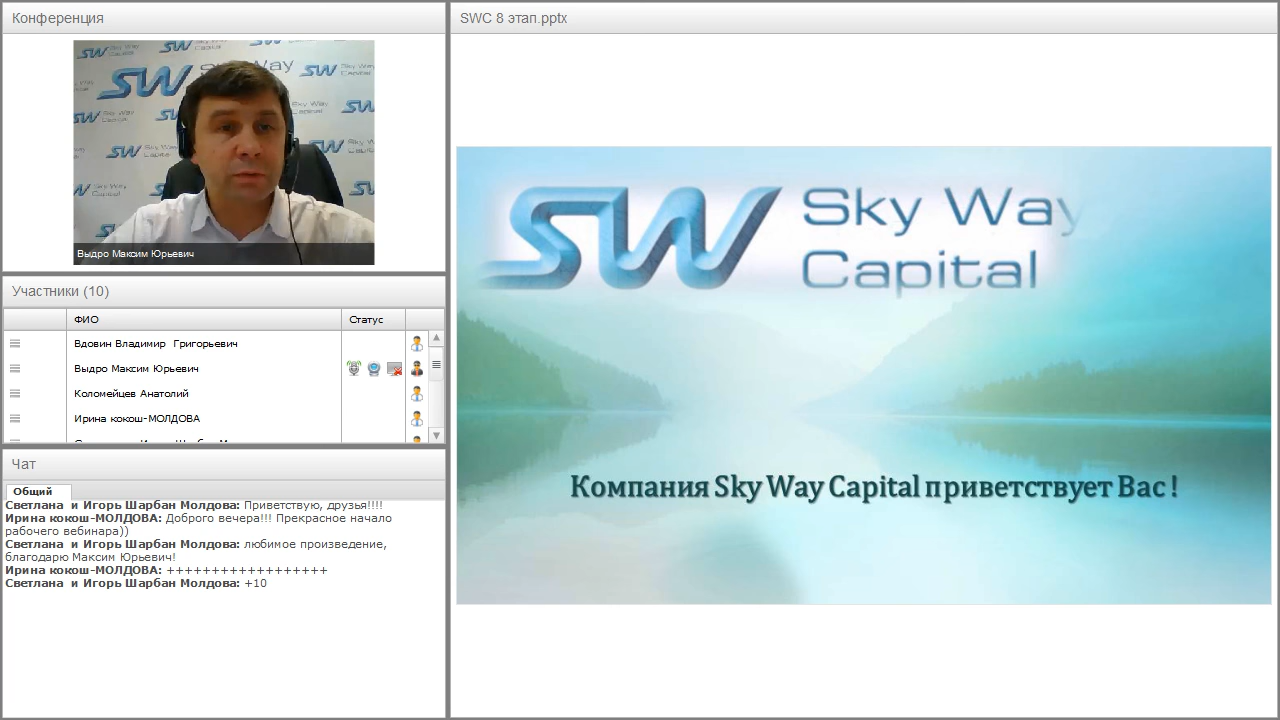 Конференция
SW Sky Way Capital
Выдро Максим Юрьевич
Участники (10)
ФИО
Статус
Вдовин Владимир Григорьевич
Выдро Максим Юрьевич
Коломейцев Анатолий
Ирина кокош-МОЛДОВА
Чат
Общий
Светлана и Игорь Шарбан Молдова: Приветствую, друзья!!!!
Ирина кокош-МОЛДОВА: Доброго вечера!!! Прекрасное начало
рабочего вебинара))
Светлана и Игорь Шарбан Молдова: любимое произведение,
благодарю Максим Юрьевич!
Ирина кокош-МОЛДОВА: ++++++++++++++++++
Светлана и Игорь Шарбан Молдова: +10
SWC 8 этап.pptx
SW Sky Way
Capital
Компания Sky Way Capital приветствует Вас !